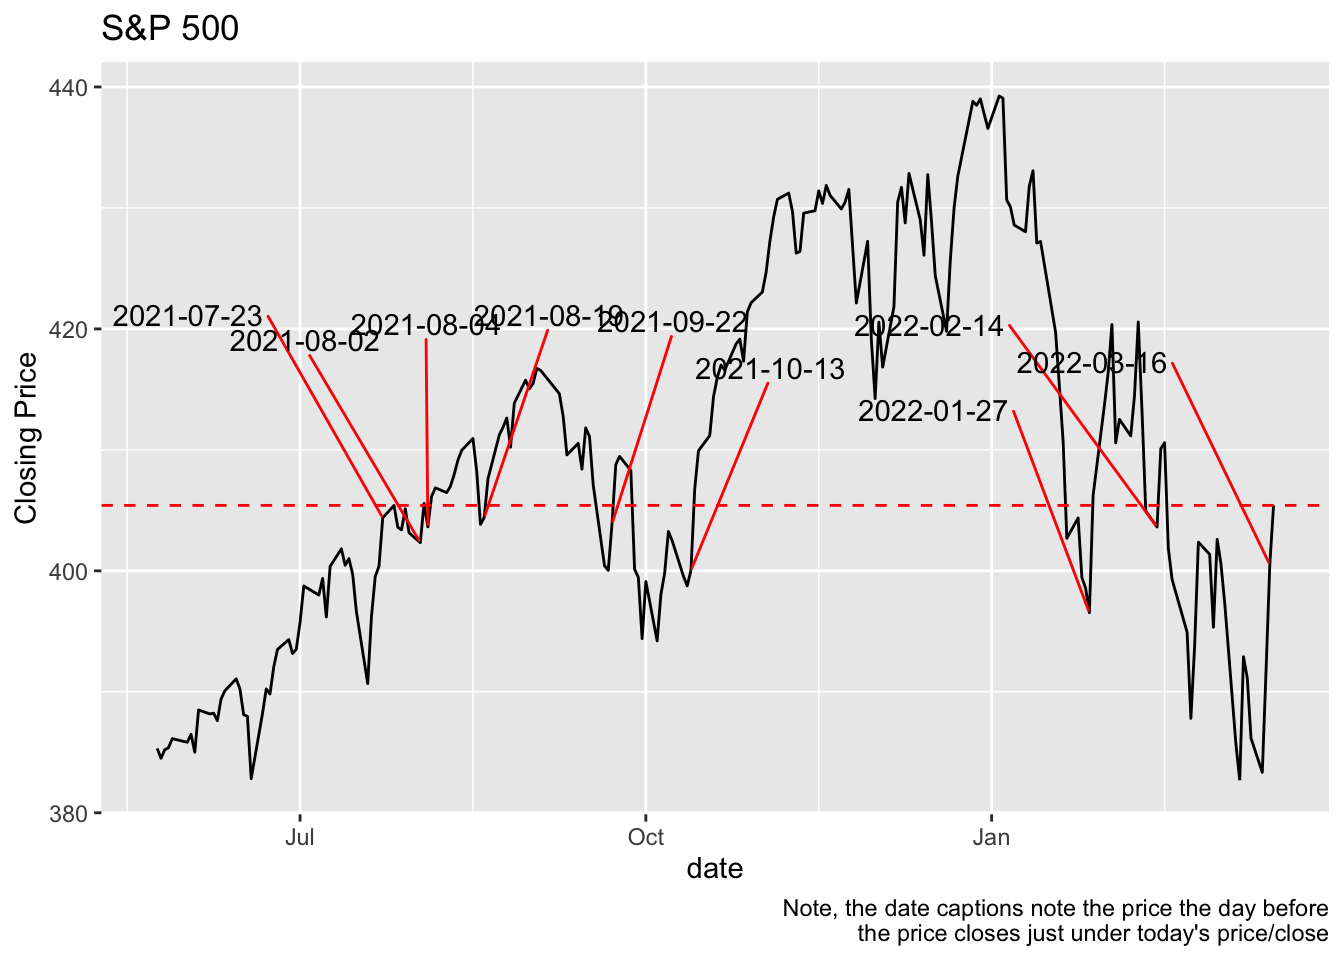 S&P 500
Closing Price
440
420
400
380
2021-07-23
2021-08-02
2021-08-04
2021-08-19
2021-09-22
2021-10-13
2022-02-14
2022-03-16
2022-01-27
Jul
Oct
Jan
date
Note, the date captions note the price the day before
the price closes just under today's price/close